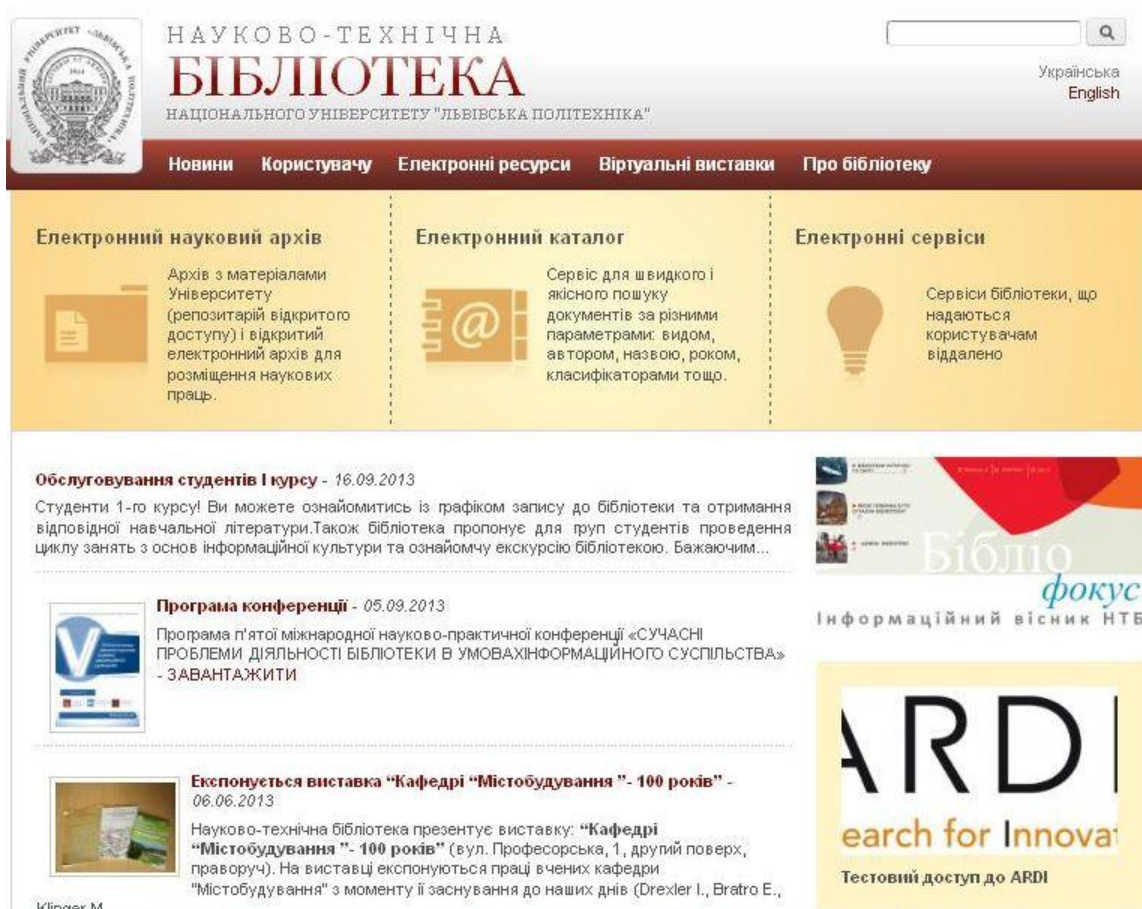 НАУКОВО-ТЕХНІЧНА
БІБЛІОТЕКА
НАЦІОНАЛЬНОГО УНІВЕРСИТЕТУ "ЛЬВІВСЬКА ПОЛІТЕХНІКА"
Українська
English
Новини Користувачу Електронні ресурси Віртуальні виставки Про бібліотеку
Електронний науковий архів
Архів з матеріалами
Університету
(репозитарій відкритого
доступу) і відкритий
електронний архів для
розміщення наукових
праць.
Електронний каталог
Сервіс для швидкого і
якісного пошуку
документів за різними
параметрами: видом,
автором, назвою, роком,
класифікаторами тощо.
Електронні сервіси
Сервіси бібліотеки, що
надаються
користувачам
віддалено
Обслуговування студентів І курсу - 16.09.2013
Студенти 1-го курсу! Ви можете ознайомитись із графіком запису до бібліотеки та отримання
відповідної навчальної літератури.Також бібліотека пропонує для груп студентів проведення
циклу занять з основ інформаційної культури та ознайомчу екскурсію бібліотекою. Бажаючим...
Програма конференції - 05.09.2013
Програма п'ятої міжнародної науково-практичної конференції «СУЧАСНІ
ПРОБЛЕМИ ДІЯЛЬНОСТІ БІБЛІОТЕКИ В УМОВАХІНФОРМАЦІЙНОГО СУСПІЛЬСТВА»
- ЗАВАНТАЖИТИ
Експонується виставка “Кафедрі “Містобудування ”- 100 років” -
06.06.2013
Науково-технічна бібліотека презентує виставку: “Кафедрі
“Містобудування ”- 100 років” (вул. Професорська, 1, другий поверх,
праворуч). На виставці експонуються праці вчених кафедри
"Містобудування" з моменту її заснування до наших днів (Drexler I., Bratro E.,
Klinger M
Бібліо
фокус
Інформаційний вісник НТБ
ARDI
earch for Innovat
Тестовий доступ до ARDI